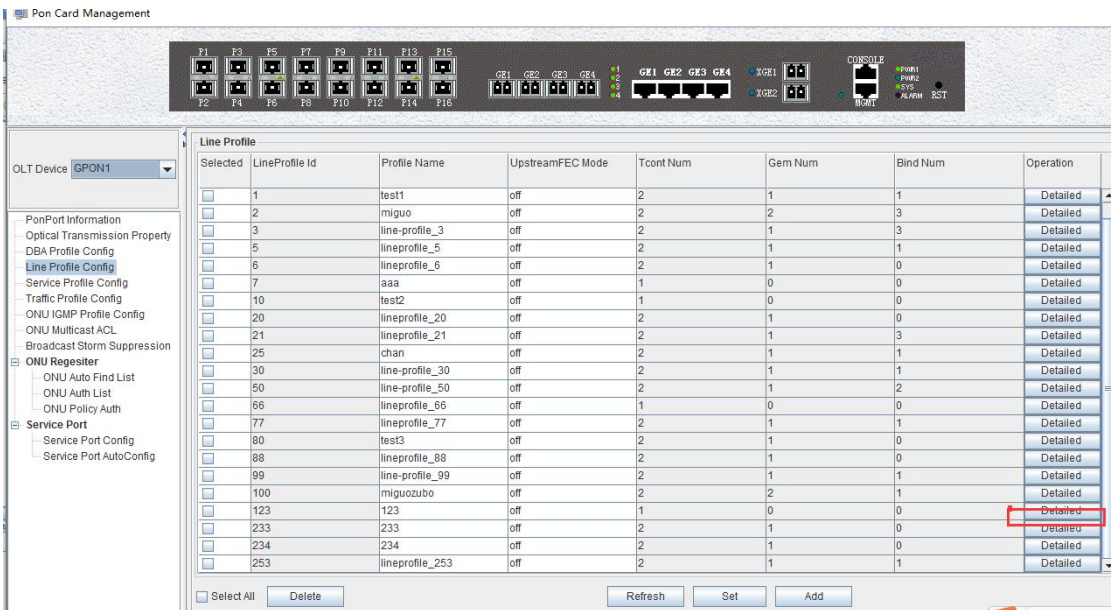 Pon Card Management
P1 P3 P5 P7 P9 P11 P13 P15
P2 P4 P6 P8 P10 P12 P14 P16
GE1 GE2 GE3 GE4
1
2
3
4
GE1 GE2 GE3 GE4
XGE1
XGE2
CONSOLE
MGMT
PWR1
PWR2
SYS
ALARM
RST
OLT Device GPON1
PonPort Information
Optical Transmission Property
DBA Profile Config
Line Profile Config
Service Profile Config
Traffic Profile Config
ONU IGMP Profile Config
ONU Multicast ACL
Broadcast Storm Suppression
ONU Regesiter
ONU Auto Find List
ONU Auth List
ONU Policy Auth
Service Port
Service Port Config
Service Port AutoConfig
Line Profile
Selected LineProfile Id Profile Name UpstreamFEC Mode Tcont Num Gem Num Bind Num Operation
1 test1 off 2 1 1 Detailed
2 miguo off 2 2 3 Detailed
3 line-profile_3 off 2 1 3 Detailed
5 lineprofile_5 off 2 1 1 Detailed
6 lineprofile_6 off 2 1 0 Detailed
7 aaa off 1 0 0 Detailed
10 test2 off 1 0 0 Detailed
20 lineprofile_20 off 2 1 0 Detailed
21 lineprofile_21 off 2 1 3 Detailed
25 chan off 2 1 1 Detailed
30 line-profile_30 off 2 1 1 Detailed
50 line-profile_50 off 2 1 2 Detailed
66 lineprofile_66 off 1 0 0 Detailed
77 lineprofile_77 off 2 1 1 Detailed
80 test3 off 2 1 0 Detailed
88 lineprofile_88 off 2 1 0 Detailed
99 line-profile_99 off 2 1 1 Detailed
100 miguozubo off 2 2 1 Detailed
123 123 off 1 0 0 Detailed
233 233 off 2 1 0 Detailed
234 234 off 2 1 0 Detailed
253 lineprofile_253 off 2 1 1 Detailed
Select All Delete Refresh Set Add